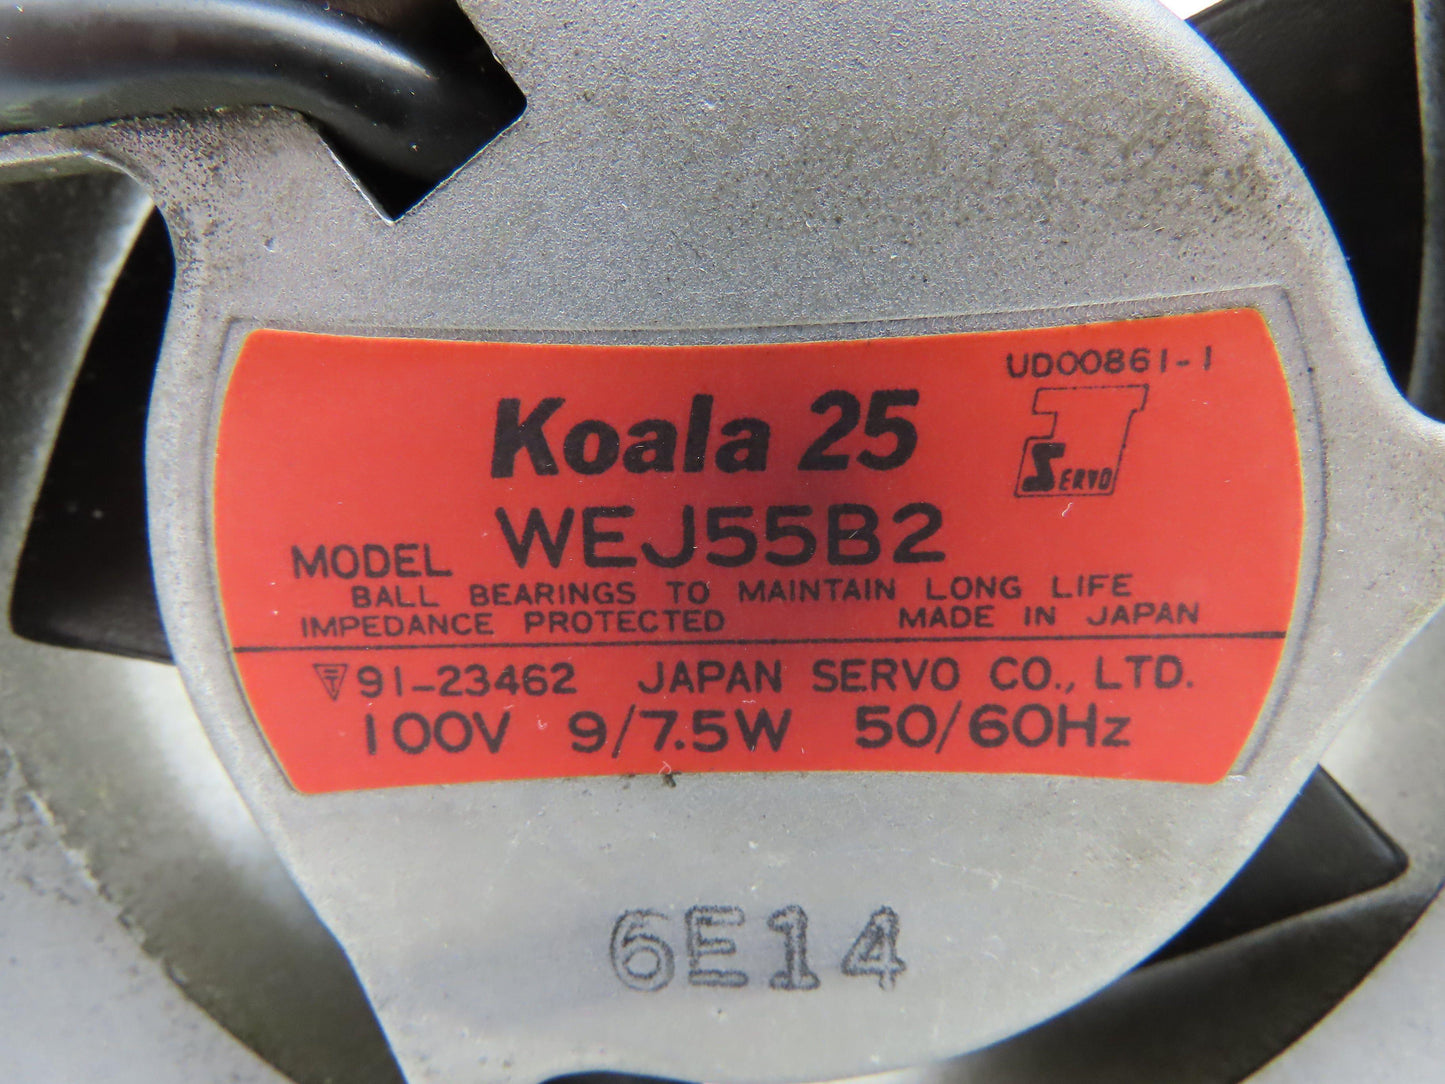 UD00861-1
Koala 25
SERVO
MODEL WEJ55B2
BALL BEARINGS TO MAINTAIN LONG LIFE
IMPEDANCE PROTECTED MADE IN JAPAN
91-23462 JAPAN SERVO CO., LTD.
100V 9/7.5W 50/60Hz
6E14